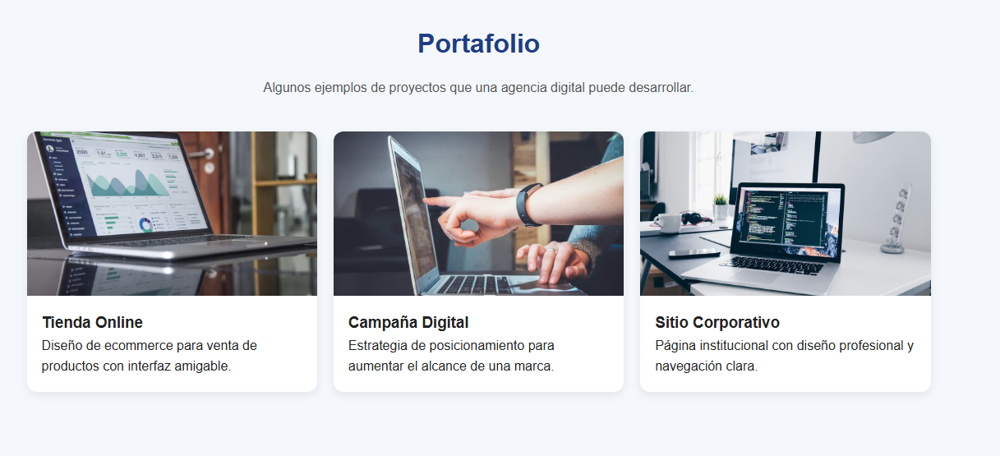 Portafolio
Algunos ejemplos de proyectos que una agencia digital puede desarrollar.
Tienda Online
Diseño de ecommerce para venta de
productos con interfaz amigable.
Campaña Digital
Estrategia de posicionamiento para
aumentar el alcance de una marca.
Sitio Corporativo
Página institucional con diseño profesional y
navegación clara.